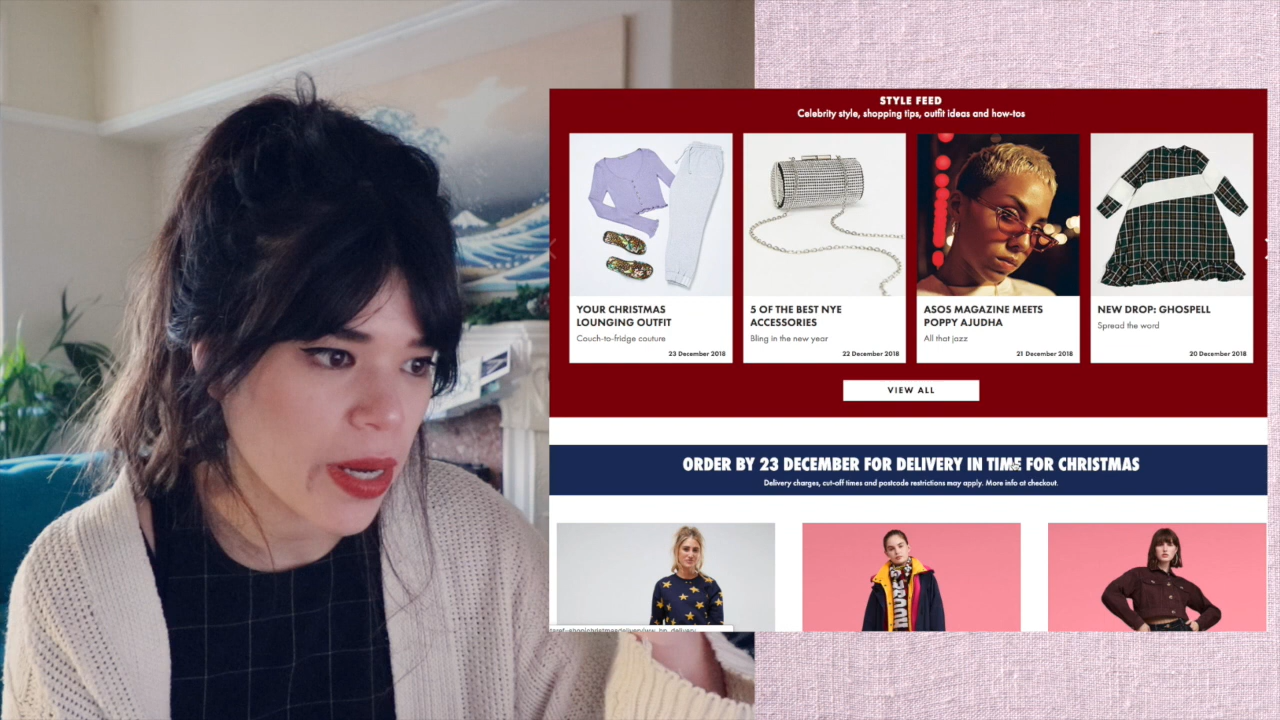 STYLE FEED
Celebrity style, shopping tips, outfit ideas and how-tos
YOUR CHRISTMAS
LOUNGING OUTFIT
Couch-to-fridge couture
23 December 2018
5 OF THE BEST NYE
ACCESSORIES
Bling in the new year
22 December 2018
ASOS MAGAZINE MEETS
POPPY AJUDHA
All that jazz
21 December 2018
NEW DROP: GHOSPELL
Spread the word
20 December 2018
VIEW ALL
ORDER BY 23 DECEMBER FOR DELIVERY IN TIME FOR CHRISTMAS
Delivery charges, cut-off times and postcode restrictions may apply. More info at checkout.